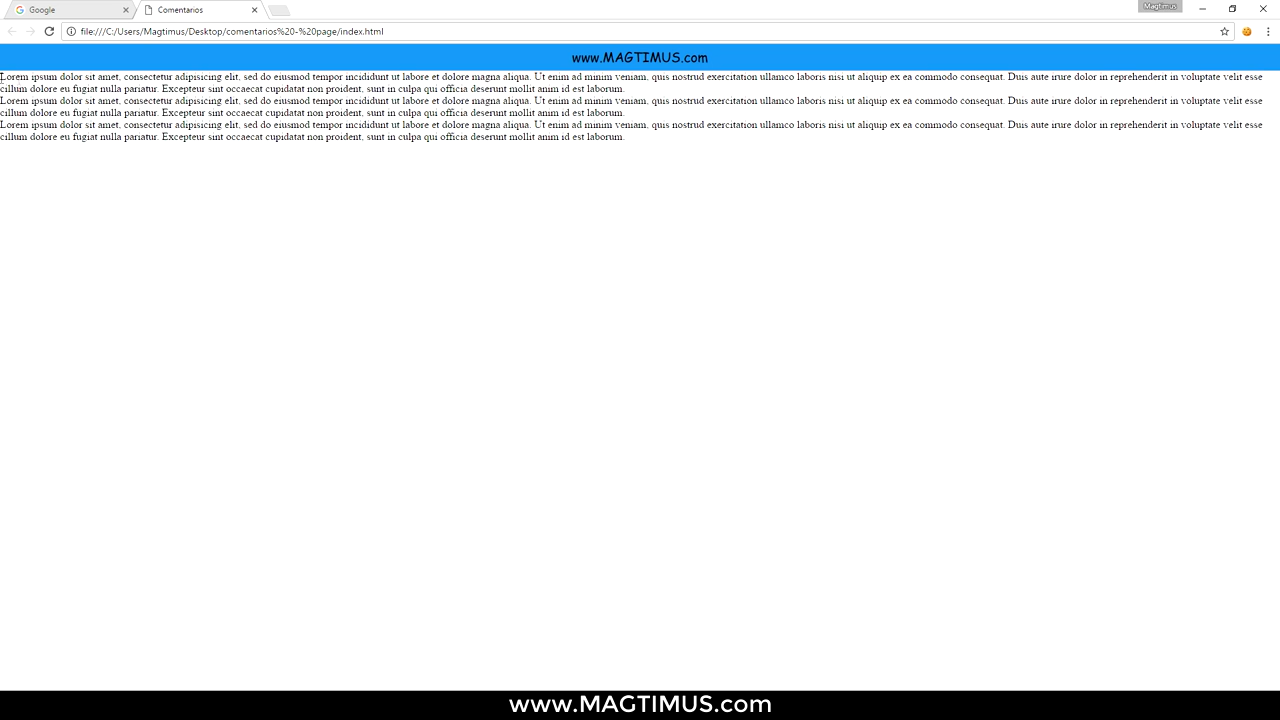 Google
Comentarios
Magtimus
file:///C:/Users/Magtimus/Desktop/comentarios%20-%20page/index.html
www.MAGTIMUS.com
Lorem ipsum dolor sit amet, consectetur adipisicing elit, sed do eiusmod tempor incididunt ut labore et dolore magna aliqua. Ut enim ad minim veniam, quis nostrud exercitation ullamco laboris nisi ut aliquip ex ea commodo consequat. Duis aute irure dolor in reprehenderit in voluptate velit esse
cillum dolore eu fugiat nulla pariatur. Excepteur sint occaecat cupidatat non proident, sunt in culpa qui officia deserunt mollit anim id est laborum.
Lorem ipsum dolor sit amet, consectetur adipisicing elit, sed do eiusmod tempor incididunt ut labore et dolore magna aliqua. Ut enim ad minim veniam, quis nostrud exercitation ullamco laboris nisi ut aliquip ex ea commodo consequat. Duis aute irure dolor in reprehenderit in voluptate velit esse
cillum dolore eu fugiat nulla pariatur. Excepteur sint occaecat cupidatat non proident, sunt in culpa qui officia deserunt mollit anim id est laborum.
Lorem ipsum dolor sit amet, consectetur adipisicing elit, sed do eiusmod tempor incididunt ut labore et dolore magna aliqua. Ut enim ad minim veniam, quis nostrud exercitation ullamco laboris nisi ut aliquip ex ea commodo consequat. Duis aute irure dolor in reprehenderit in voluptate velit esse
cillum dolore eu fugiat nulla pariatur. Excepteur sint occaecat cupidatat non proident, sunt in culpa qui officia deserunt mollit anim id est laborum.
www.MAGTIMUS.com